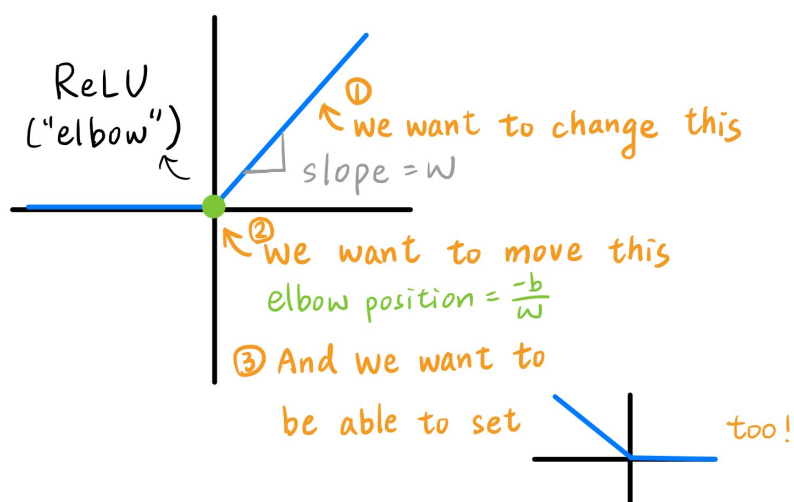 ReLU
("elbow")
① we want to change this
slope = w
② we want to move this
elbow position = -b/w
③ And we want to
be able to set too!